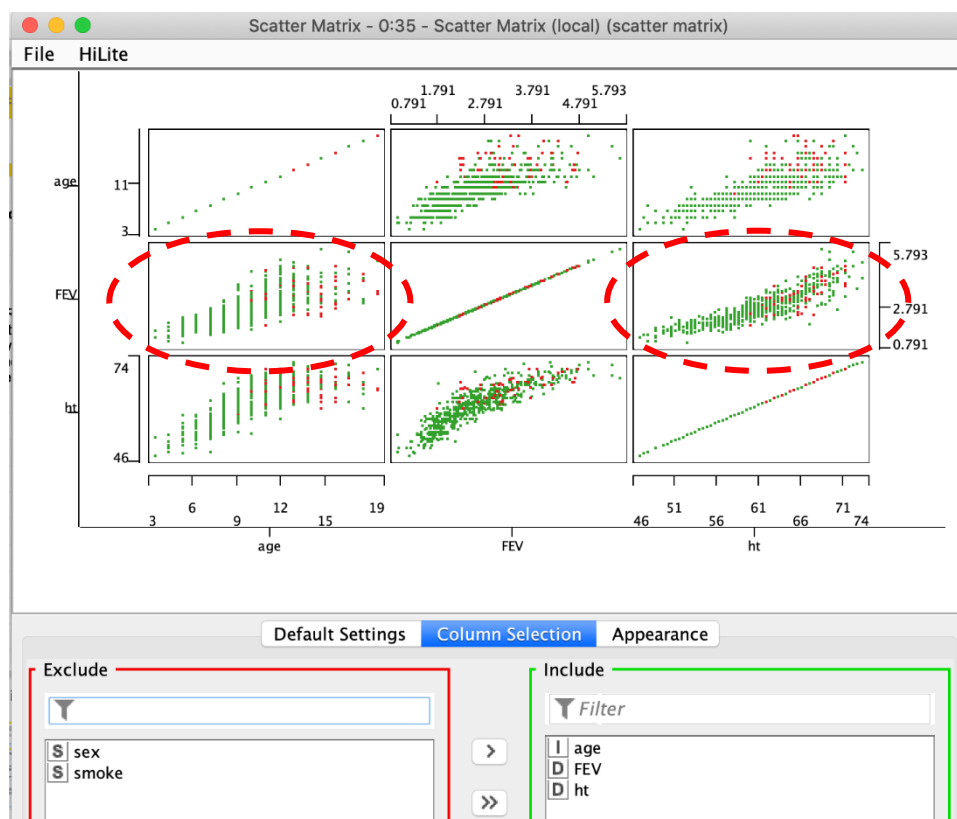 Scatter Matrix - 0:35 - Scatter Matrix (local) (scatter matrix)
File HiLite
1.791 3.791 5.793
0.791 2.791 4.791
age
11
3
FEV
5.793
2.791
0.791
74
ht
46
6 12 19
3 9 15
51 61 71
46 56 66 74
age FEV ht
Default Settings Column Selection Appearance
Exclude Include
Filter
S sex
S smoke
>
>>
I age
D FEV
D ht